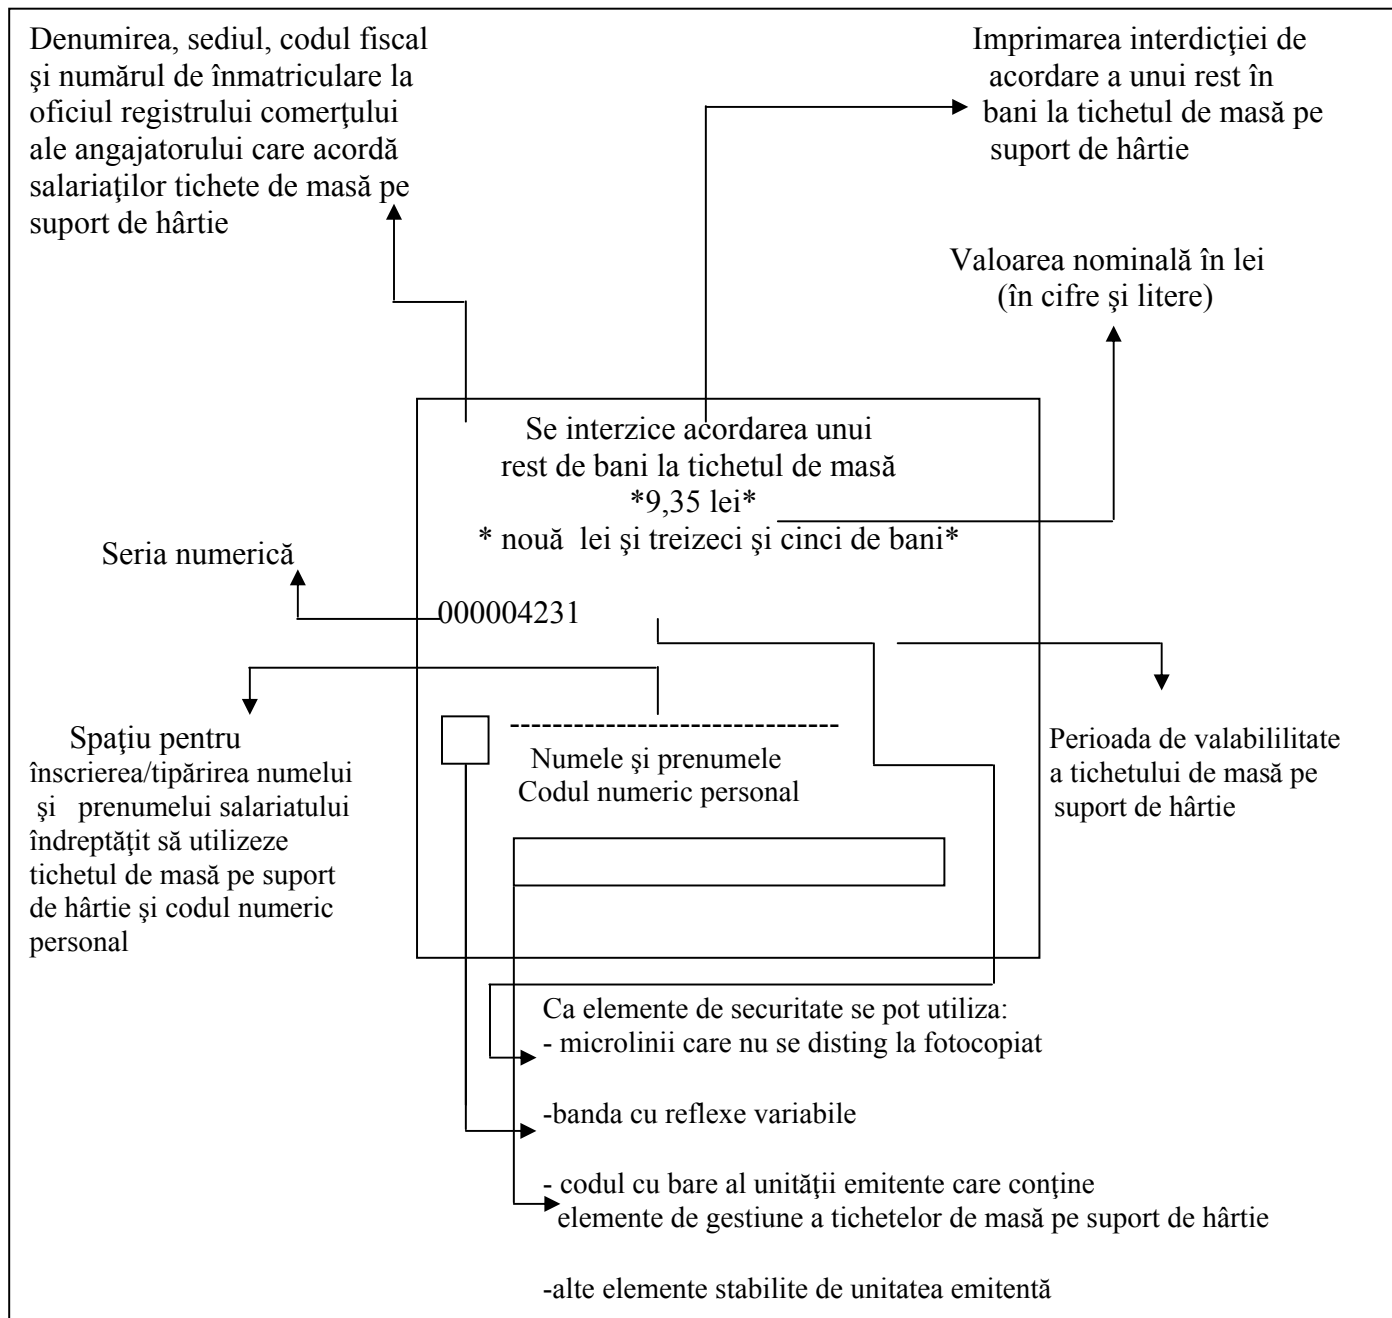 Denumirea, sediul, codul fiscal
şi numărul de înmatriculare la
oficiul registrului comerţului
ale angajatorului care acordă
salariaţilor tichete de masă pe
suport de hârtie
Imprimarea interdicţiei de
acordare a unui rest în
bani la tichetul de masă pe
suport de hârtie
Valoarea nominală în lei
(în cifre şi litere)
Se interzice acordarea unui
rest de bani la tichetul de masă
*9,35 lei*
* nouă lei şi treizeci şi cinci de bani*
Seria numerică
000004231
Spaţiu pentru
înscrierea/tipărirea numelui
şi prenumelui salariatului
îndreptăţit să utilizeze
tichetul de masă pe suport
de hârtie şi codul numeric
personal
---------------------------------
Numele şi prenumele
Codul numeric personal
Perioada de valabililitate
a tichetului de masă pe
suport de hârtie
Ca elemente de securitate se pot utiliza:
- microlinii care nu se disting la fotocopiat
-banda cu reflexe variabile
- codul cu bare al unităţii emitente care conţine
elemente de gestiune a tichetelor de masă pe suport de hârtie
-alte elemente stabilite de unitatea emitentă